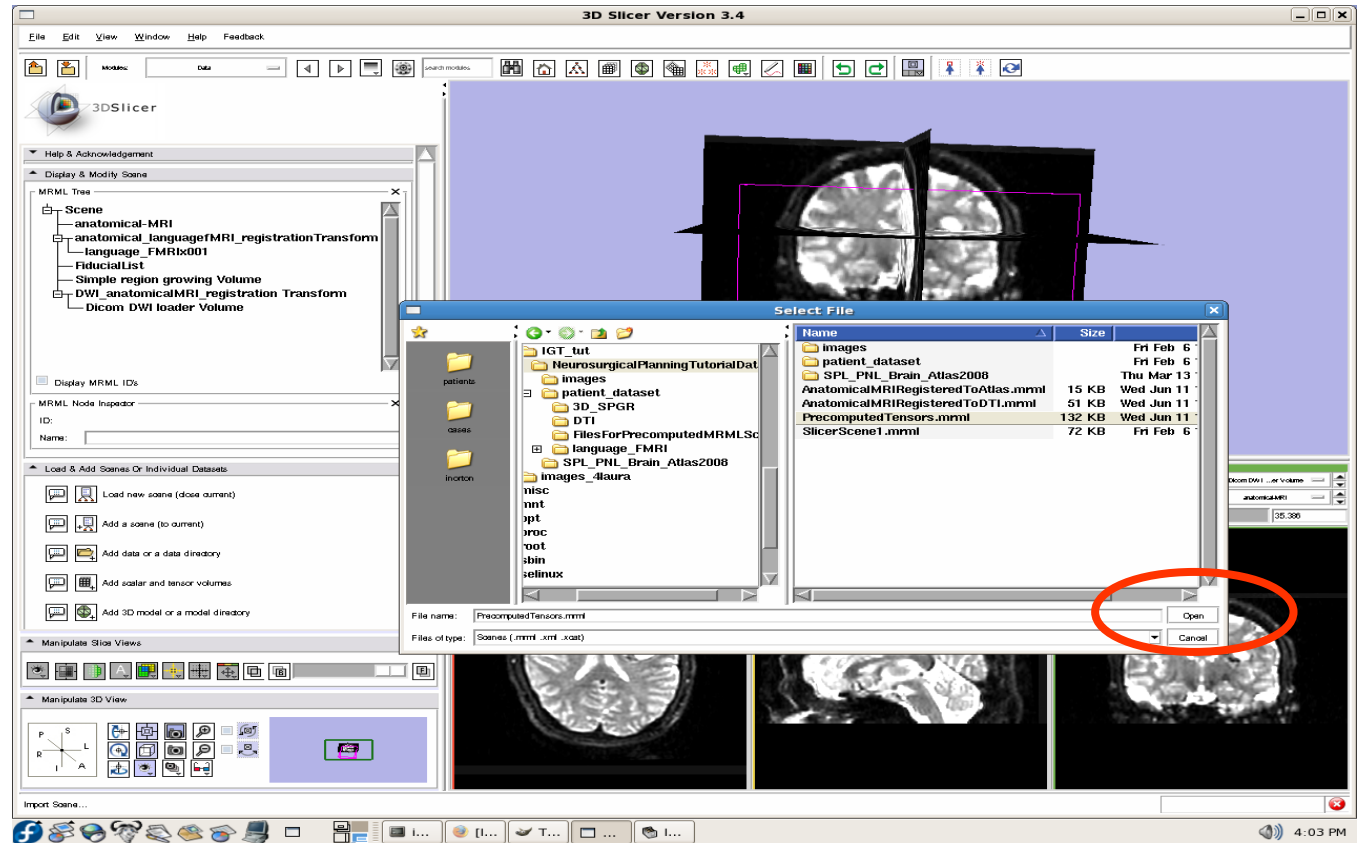 3D Slicer Version 3.4
File Edit View Window Help Feedback
Modules: Data search modules
3DSlicer
Help & Acknowledgement
Display & Modify Scene
MRML Tree
Scene
anatomical-MRI
anatomical_languagefMRI_registrationTransform
language_FMRIx001
FiducialList
Simple region growing Volume
DWI_anatomicalMRI_registration Transform
Dicom DWI loader Volume
Display MRML ID's
MRML Node Inspector
ID:
Name:
Load & Add Scenes Or Individual Datasets
Load new scene (close current)
Add a scene (to current)
Add data or a data directory
Add scalar and tensor volumes
Add 3D model or a model directory
Manipulate Slice Views
A
B
F
Manipulate 3D View
P S
R L
I A
Select File
patients
cases
inorton
IGT_tut
NeurosurgicalPlanningTutorialDat
images
patient_dataset
3D_SPGR
DTI
FilesForPrecomputedMRMLSc
language_FMRI
SPL_PNL_Brain_Atlas2008
images_4laura
misc
mnt
opt
proc
root
sbin
selinux
Name Size
images Fri Feb 6
patient_dataset Fri Feb 6
SPL_PNL_Brain_Atlas2008 Thu Mar 13
AnatomicalMRIRegisteredToAtlas.mrml 15 KB Wed Jun 11
AnatomicalMRIRegisteredToDTI.mrml 51 KB Wed Jun 11
PrecomputedTensors.mrml 132 KB Wed Jun 11
SlicerScene1.mrml 72 KB Fri Feb 6
File name: PrecomputedTensors.mrml Open
Files of type: Scenes (.mrml .xml .xcat) Cancel
Dicom DWI ...er Volume
anatomical-MRI
35.386
Import Scene...
i... [I... T... ... I... 4:03 PM